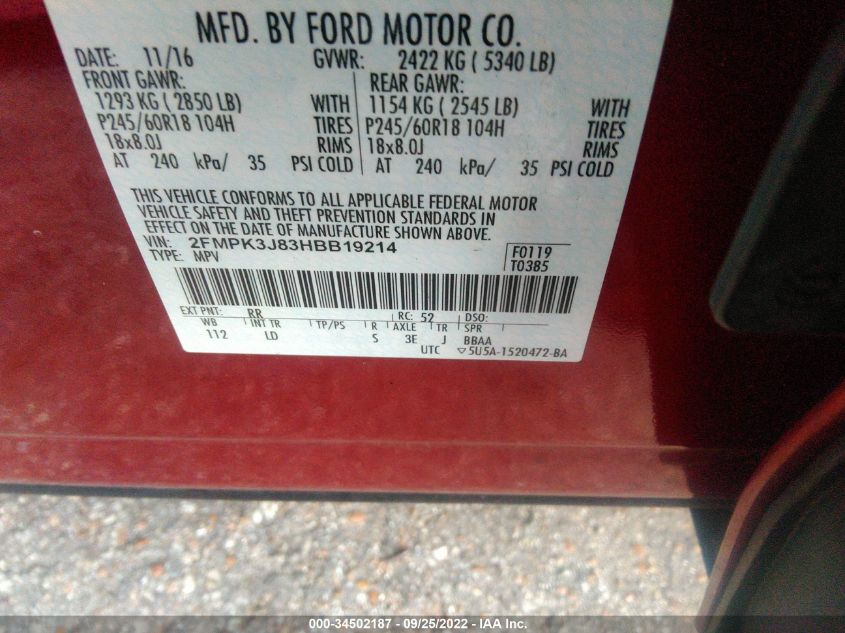 MFD. BY FORD MOTOR CO.
DATE: 11/16 GVWR: 2422 KG ( 5340 LB)
FRONT GAWR: REAR GAWR:
1293 KG ( 2850 LB) WITH 1154 KG ( 2545 LB) WITH
P245/60R18 104H TIRES P245/60R18 104H TIRES
18x8.0J RIMS 18x8.0J RIMS
AT 240 kPa/ 35 PSI COLD AT 240 kPa/ 35 PSI COLD
THIS VEHICLE CONFORMS TO ALL APPLICABLE FEDERAL MOTOR
VEHICLE SAFETY AND THEFT PREVENTION STANDARDS IN
EFFECT ON THE DATE OF MANUFACTURE SHOWN ABOVE.
VIN: 2FMPK3J83HBB19214
TYPE: MPV
F0119
T0385
EXT PNT: RR RC: 52 DSO:
WB INT TR TP/PS R AXLE TR SPR
112 LD S 3E J BBAA
UTC ▽5U5A-1520472-BA
000-34502187 - 09/25/2022 - IAA Inc.